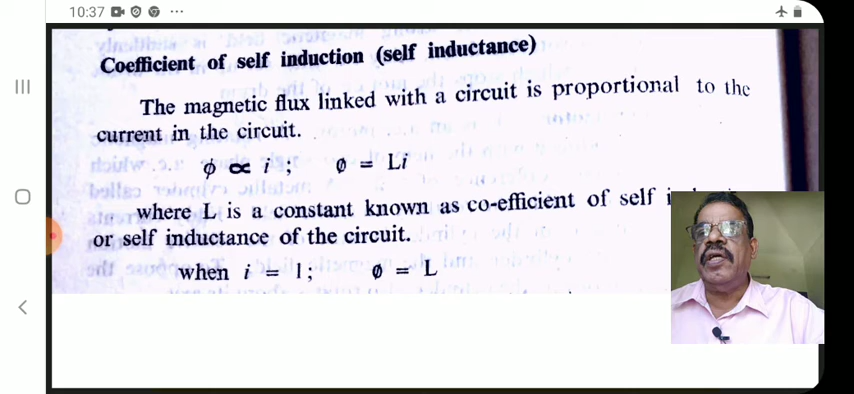 10:37
Coefficient of self induction (self inductance)
The magnetic flux linked with a circuit is proportional to the
current in the circuit.
ϕ ∝ i ; ϕ = Li
where L is a constant known as co-efficient of self
or self inductance of the circuit.
when i = 1; ϕ = L